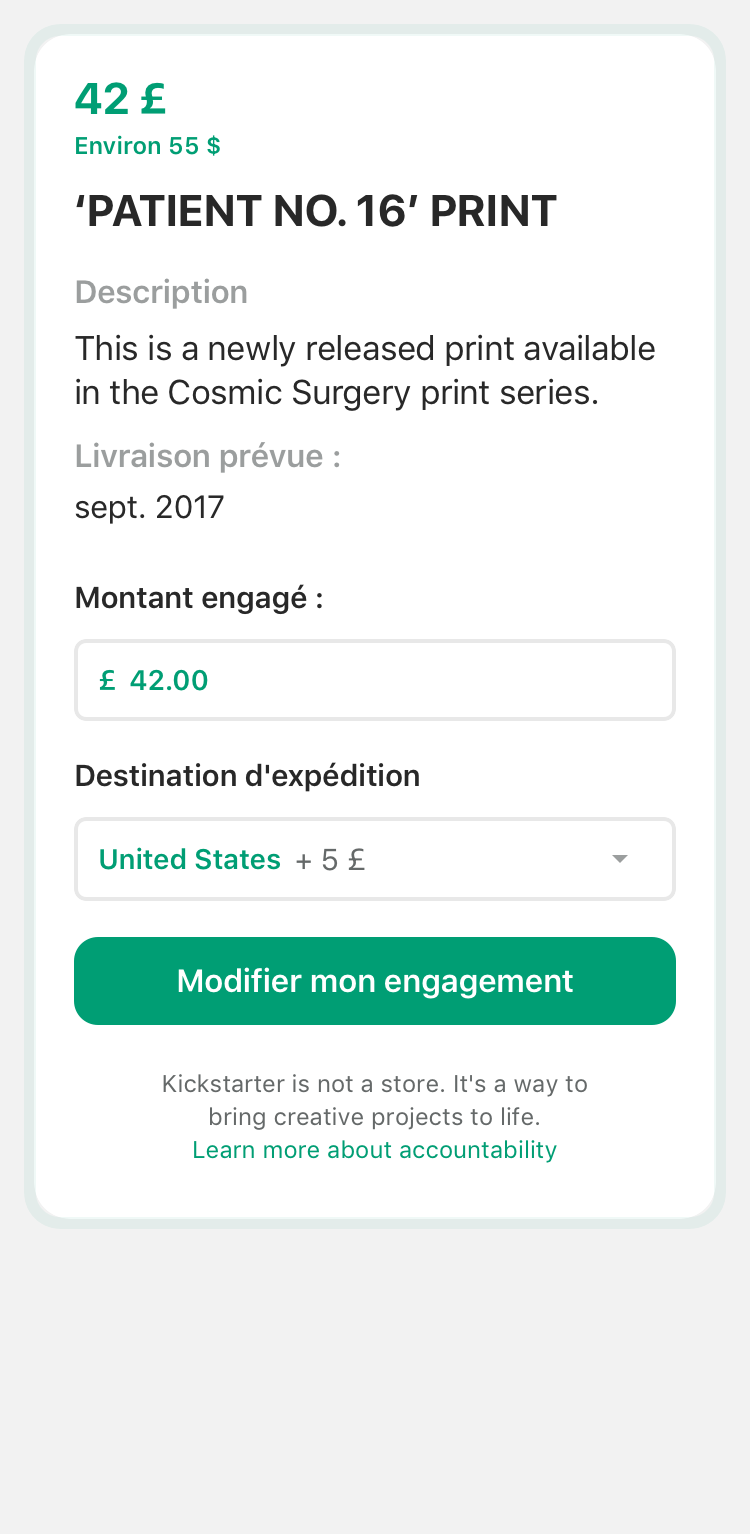 42 £
Environ 55 $
‘PATIENT NO. 16’ PRINT
Description
This is a newly released print available
in the Cosmic Surgery print series.
Livraison prévue :
sept. 2017
Montant engagé :
£ 42.00
Destination d'expédition
United States + 5 £
Modifier mon engagement
Kickstarter is not a store. It's a way to
bring creative projects to life.
Learn more about accountability